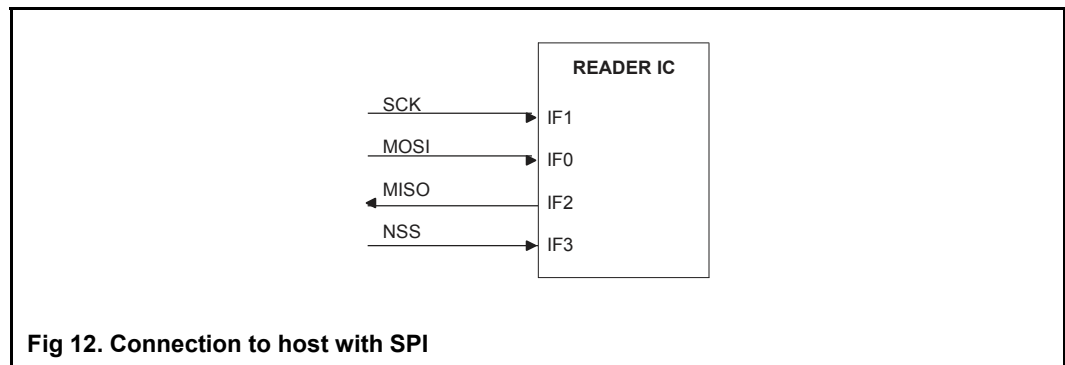 READER IC
SCK
IF1
MOSI
IF0
MISO
IF2
NSS
IF3
Fig 12. Connection to host with SPI